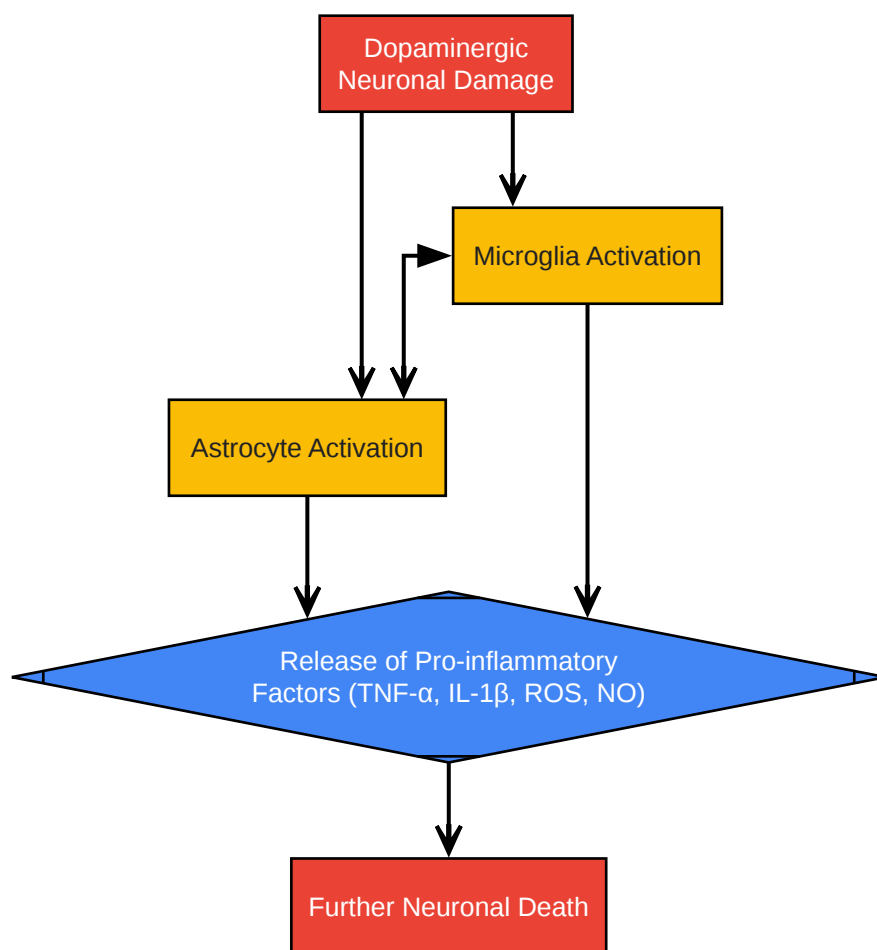 Dopaminergic
Neuronal Damage
Microglia Activation
Astrocyte Activation
Release of Pro-inflammatory
Factors (TNF-α, IL-1β, ROS, NO)
Further Neuronal Death